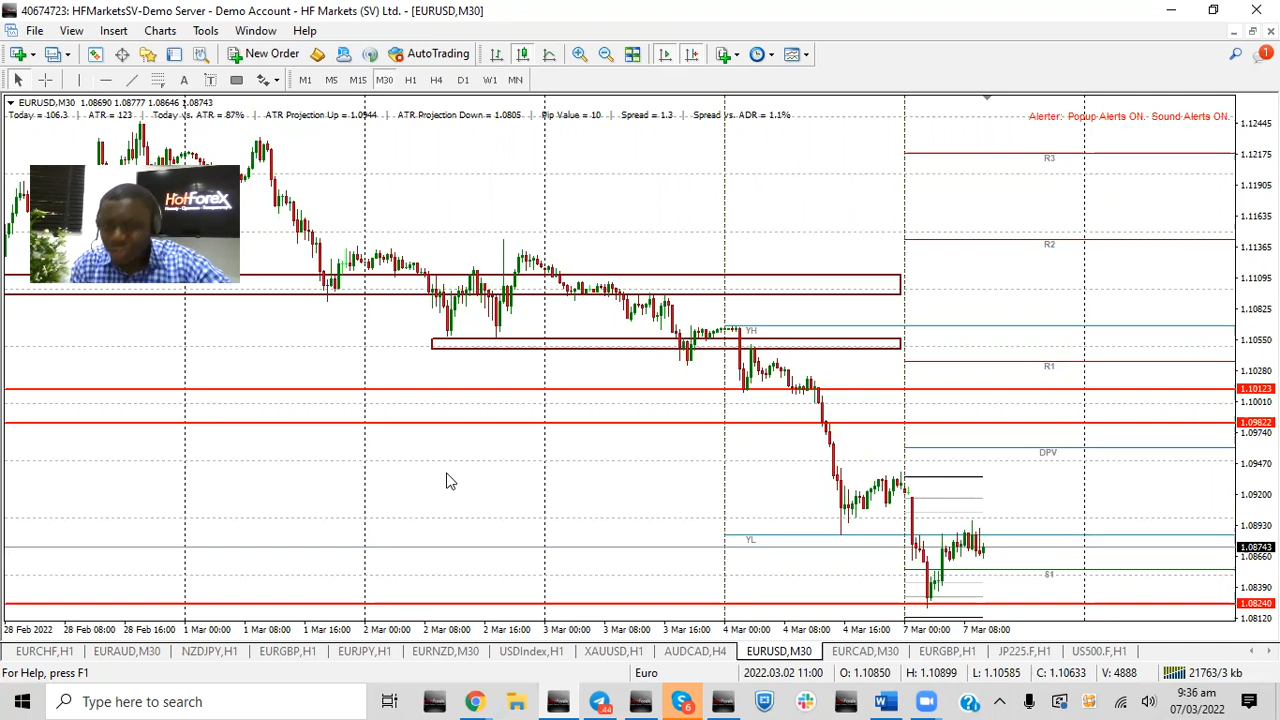 40674723: HFMarketsSV-Demo Server - Demo Account - HF Markets (SV) Ltd. - [EURUSD,M30]
File View Insert Charts Tools Window Help
New Order AutoTrading 1
A T M1 M5 M15 M30 H1 H4 D1 W1 MN
EURUSD,M30 1.08690 1.08777 1.08646 1.08743
Today = 106.3 | ATR = 123 | Today vs. ATR = 87% | ATR Projection Up = 1.0944 | ATR Projection Down = 1.0805 | Pip Value = 10 | Spread = 1.3 | Spread vs. ADR = 1.1%
Alerter: Popup Alerts ON. Sound Alerts ON.
1.12445
1.12175
R3
1.11905
HotForex
1.11635
1.11365
R2
1.11095
1.10825
YH
1.10550
R1
1.10280
1.10123
1.10001
1.09822
1.09740
DPV
1.09470
1.09200
1.08930
YL
1.08743
1.08660
S1
1.08390
1.08240
1.08120
28 Feb 2022 28 Feb 08:00 28 Feb 16:00 1 Mar 00:00 1 Mar 08:00 1 Mar 16:00 2 Mar 00:00 2 Mar 08:00 2 Mar 16:00 3 Mar 00:00 3 Mar 08:00 3 Mar 16:00 4 Mar 00:00 4 Mar 08:00 4 Mar 16:00 7 Mar 00:00 7 Mar 08:00
EURCHF,H1 EURAUD,M30 NZDJPY,H1 EURGBP,H1 EURJPY,H1 EURNZD,M30 USDIndex,H1 XAUUSD,H1 AUDCAD,H4 EURUSD,M30 EURCAD,M30 EURGBP,H1 JP225.F,H1 US500.F,H1
For Help, press F1 Euro 2022.03.02 11:00 O: 1.10850 H: 1.10899 L: 1.10585 C: 1.10633 V: 4888 21763/3 kb
Type here to search 44 6 9:36 am
07/03/2022